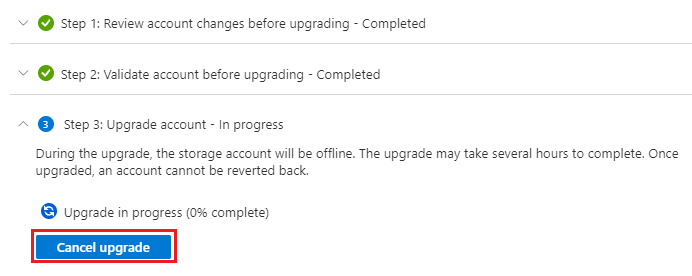 Step 1: Review account changes before upgrading - Completed
Step 2: Validate account before upgrading - Completed
3 Step 3: Upgrade account - In progress
During the upgrade, the storage account will be offline. The upgrade may take several hours to complete. Once
upgraded, an account cannot be reverted back.
Upgrade in progress (0% complete)
Cancel upgrade